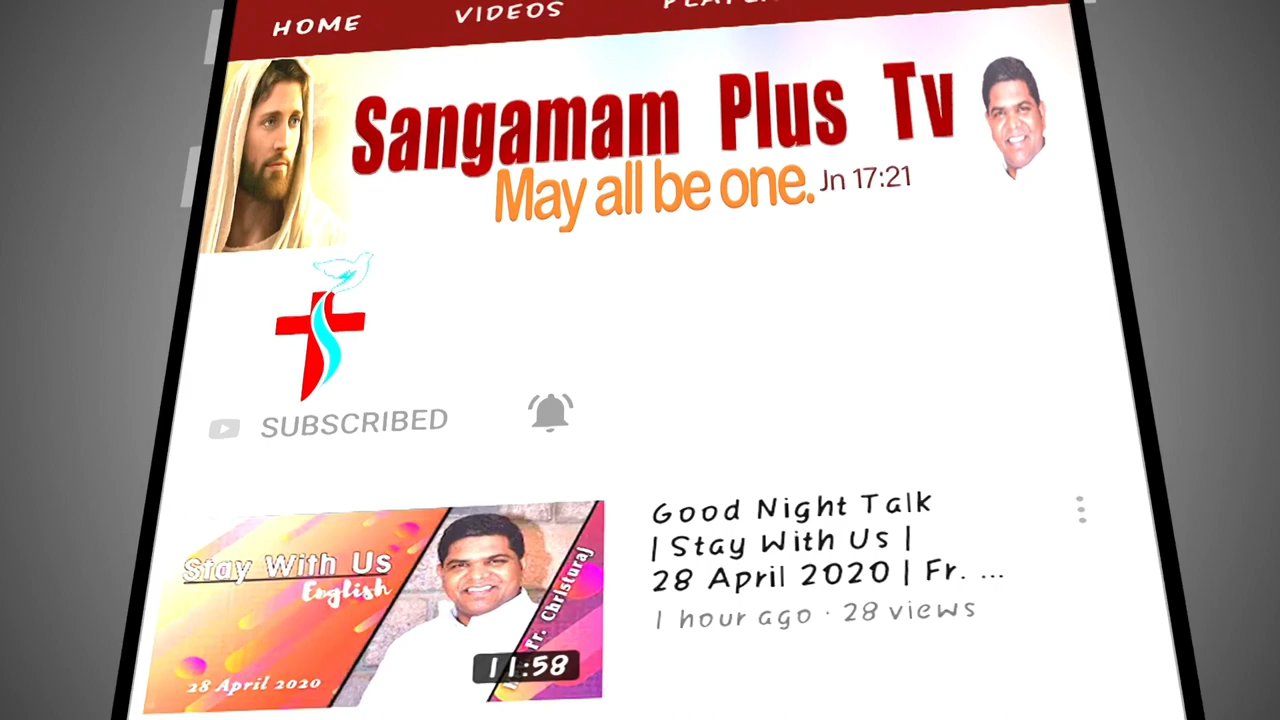 HOME VIDEOS
Sangamam Plus Tv
May all be one. Jn 17:21
SUBSCRIBED
Good Night Talk
| Stay With Us |
28 April 2020 | Fr. ...
1 hour ago · 28 views
Stay With Us
English
Fr. Christuraj
11:58
28 April 2020